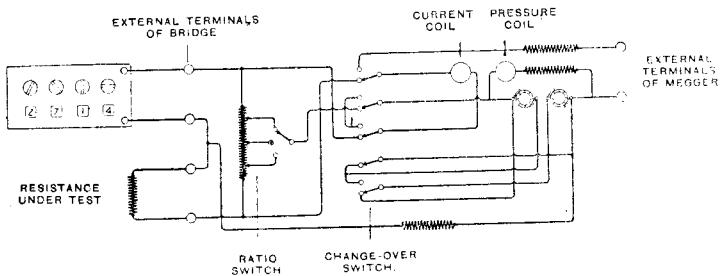 EXTERNAL TERMINALS
OF BRIDGE
CURRENT
COIL
PRESSURE
COIL
EXTERNAL
TERMINALS
OF MEGGER
2 7 1 4
RESISTANCE
UNDER TEST
RATIO
SWITCH
CHANGE-OVER
SWITCH.